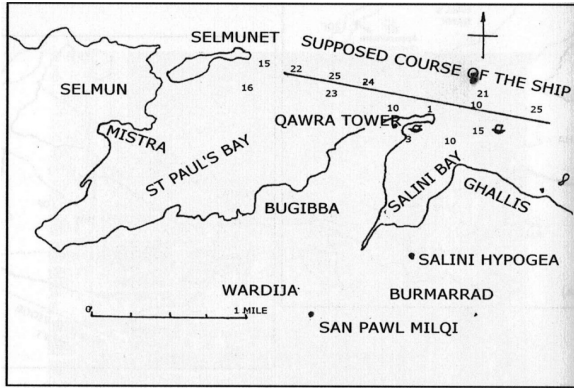 SELMUNET
SUPPOSED COURSE OF THE SHIP
15
22
25
24
SELMUN
16
23
21
10
1
10
25
QAWRA TOWER
MISTRA
3
15
10
ST PAUL'S BAY
SALINI BAY
GHALLIS
BUGIBBA
SALINI HYPOGEA
WARDIJA
BURMARRAD
0
1 MILE
SAN PAWL MILQI